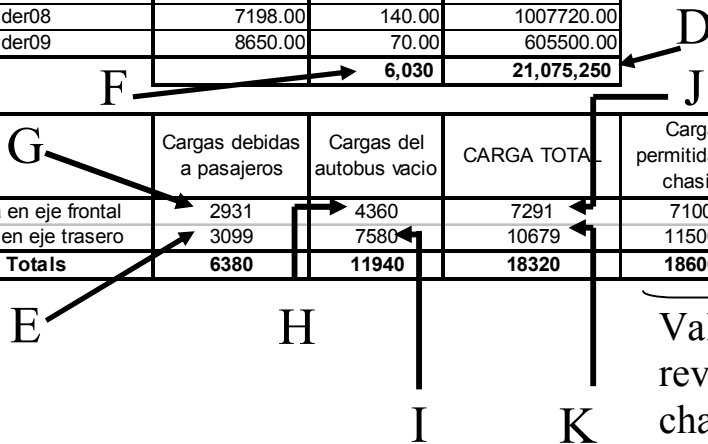 der08 7198.00 140.00 1007720.00
der09 8650.00 70.00 605500.00
D
6,030 21,075,250
F
J
G
Cargas debidas a pasajeros
Cargas del autobus vacio
CARGA TOTAL
en eje frontal 2931 4360 7291 7100
en eje trasero 3099 7580 10679
Totals 6380 11940 18320
E
H
I
K